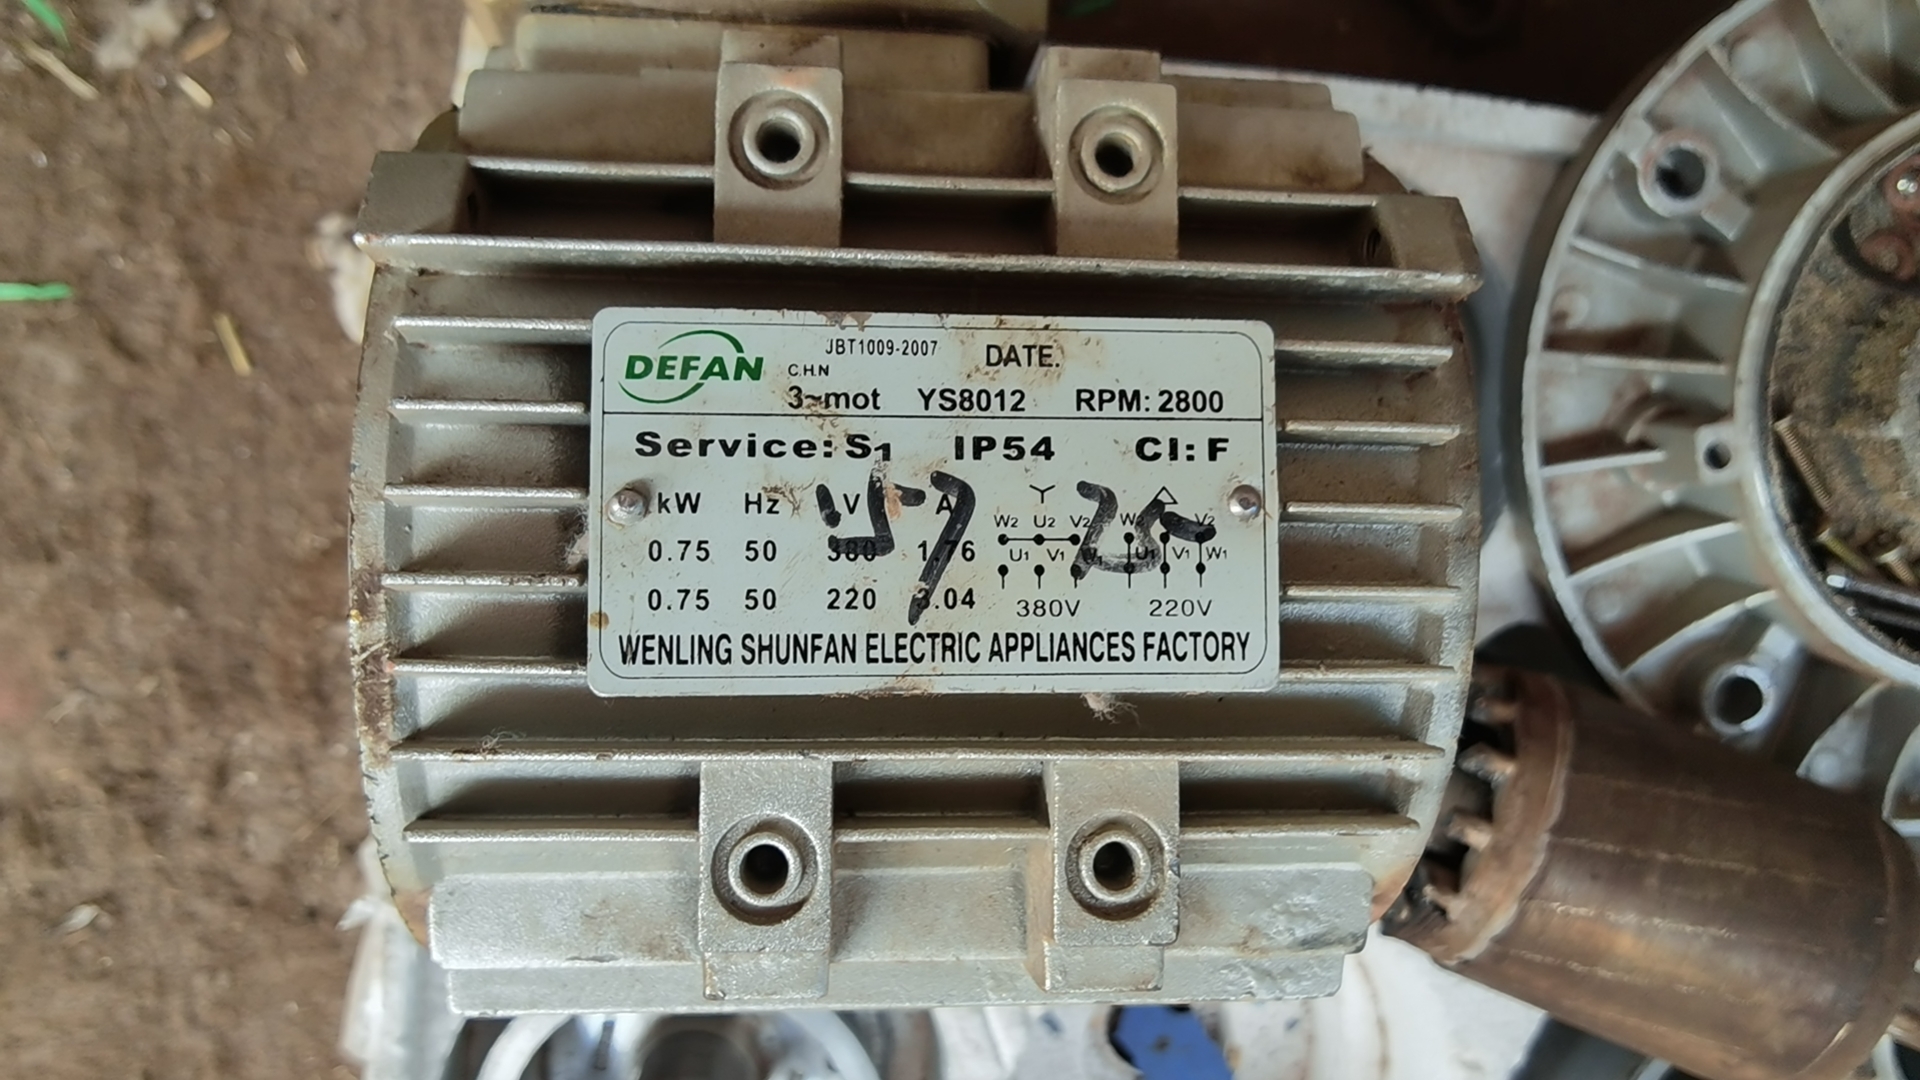 DEFAN
JBT1009-2007 DATE.
C.H.N
3~mot YS8012 RPM: 2800
Service: S1 IP54 CI: F
kW Hz V A Y △
W2 U2 V2 V2
0.75 50 380 1.76 U1 V1 W1 U1 V1 W1
0.75 50 220 3.04 380V 220V
WENLING SHUNFAN ELECTRIC APPLIANCES FACTORY